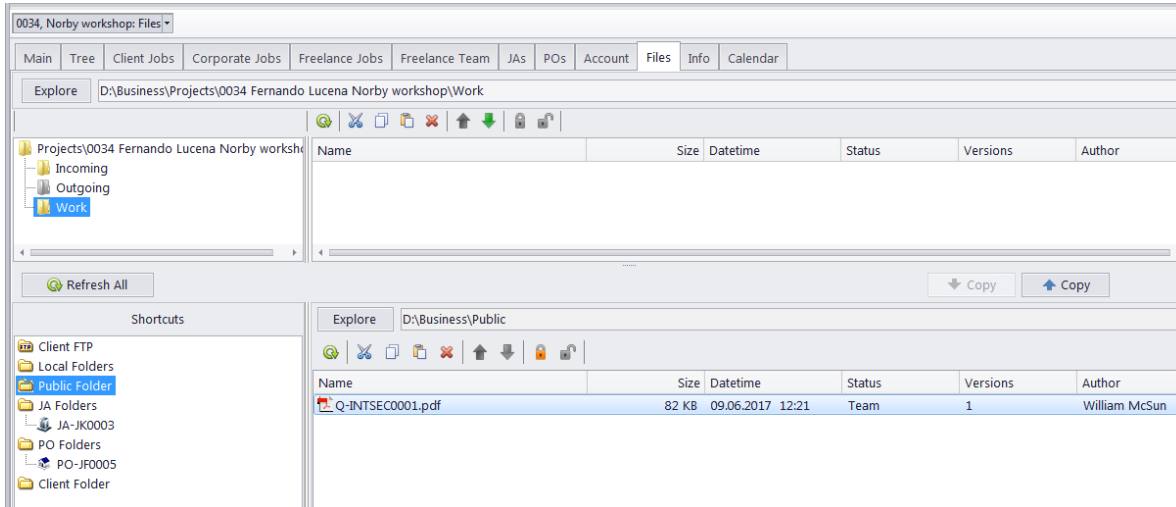 0034, Norby workshop: Files
Main Tree Client Jobs Corporate Jobs Freelance Jobs Freelance Team JAs POs Account Files Info Calendar
Explore D:\Business\Projects\0034 Fernando Lucena Norby workshop\Work
Projects\0034 Fernando Lucena Norby worksho
Incoming
Outgoing
Work
Name Size Datetime Status Versions Author
Refresh All
Copy Copy
Shortcuts
Client FTP
Local Folders
Public Folder
JA Folders
JA-JK0003
PO Folders
PO-JF0005
Client Folder
Explore D:\Business\Public
Name Size Datetime Status Versions Author
Q-INTSEC0001.pdf 82 KB 09.06.2017 12:21 Team 1 William McSun